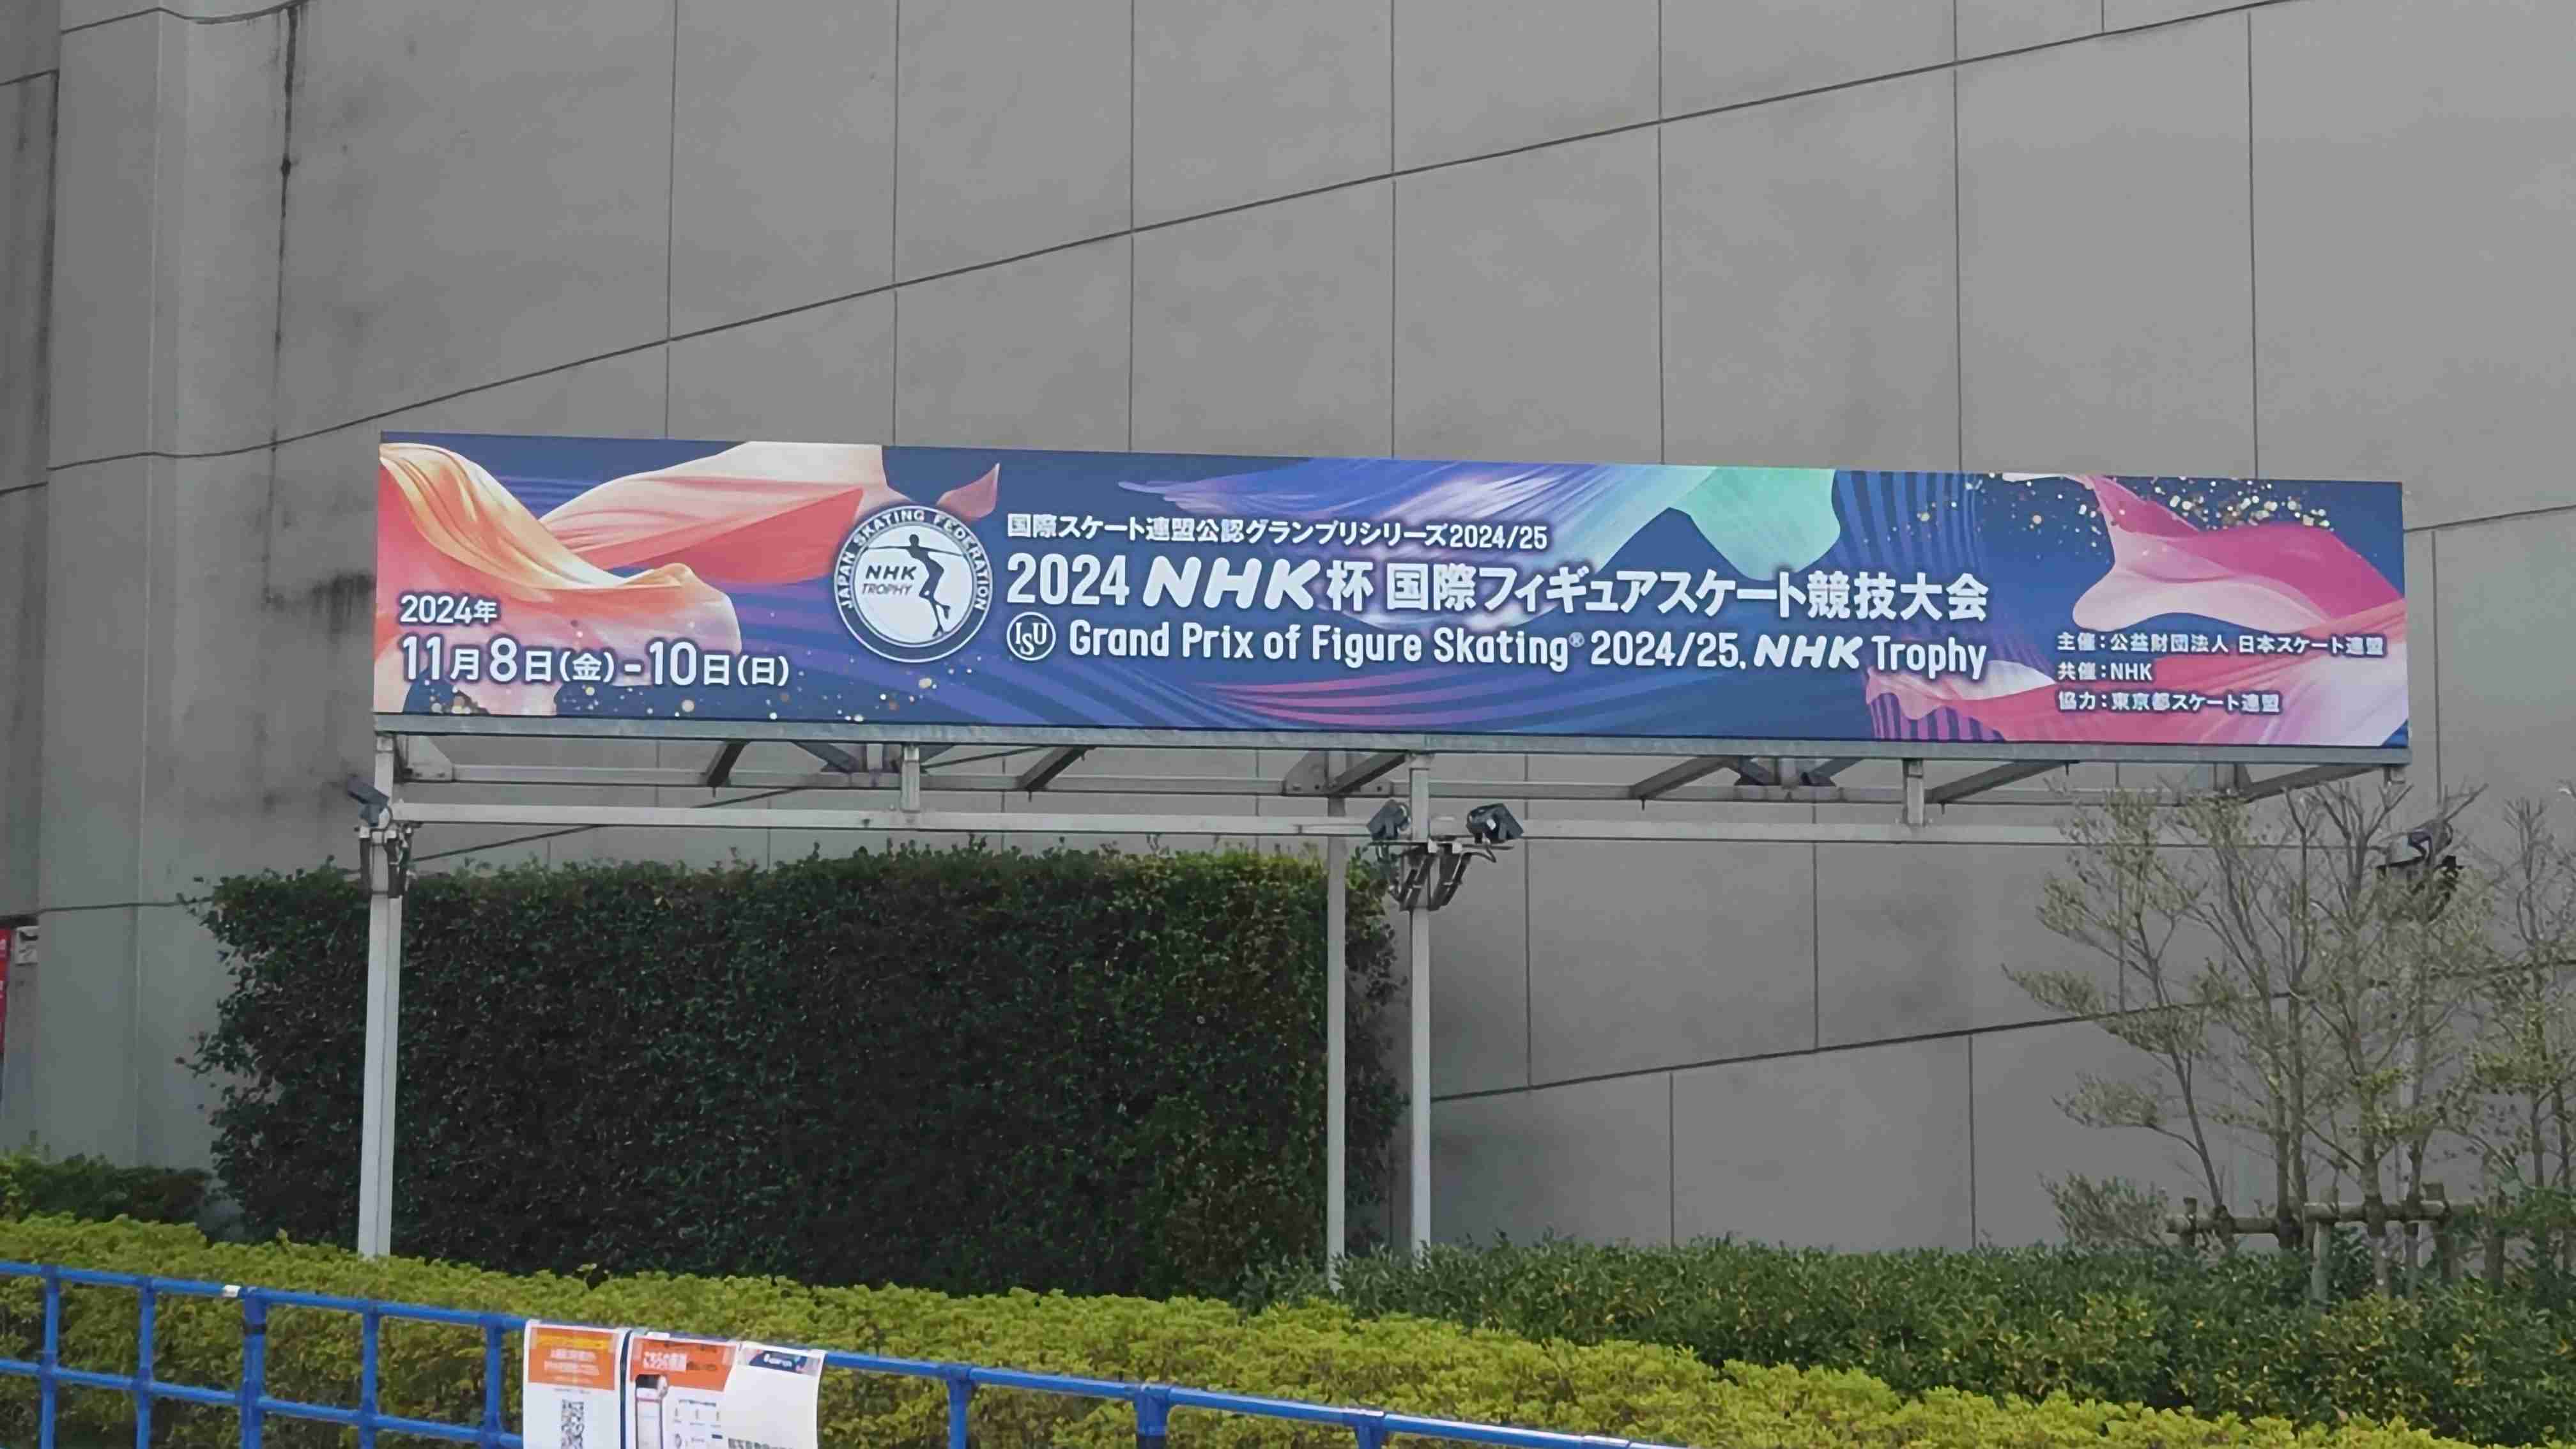 2024年
11月8日(金)-10日(日)
JAPAN SKATING FEDERATION
NHK
TROPHY
国際スケート連盟公認グランプリシリーズ2024/25
2024 NHK杯 国際フィギュアスケート競技大会
ISU Grand Prix of Figure Skating® 2024/25, NHK Trophy
主催:公益財団法人 日本スケート連盟
共催:NHK
協力:東京都スケート連盟